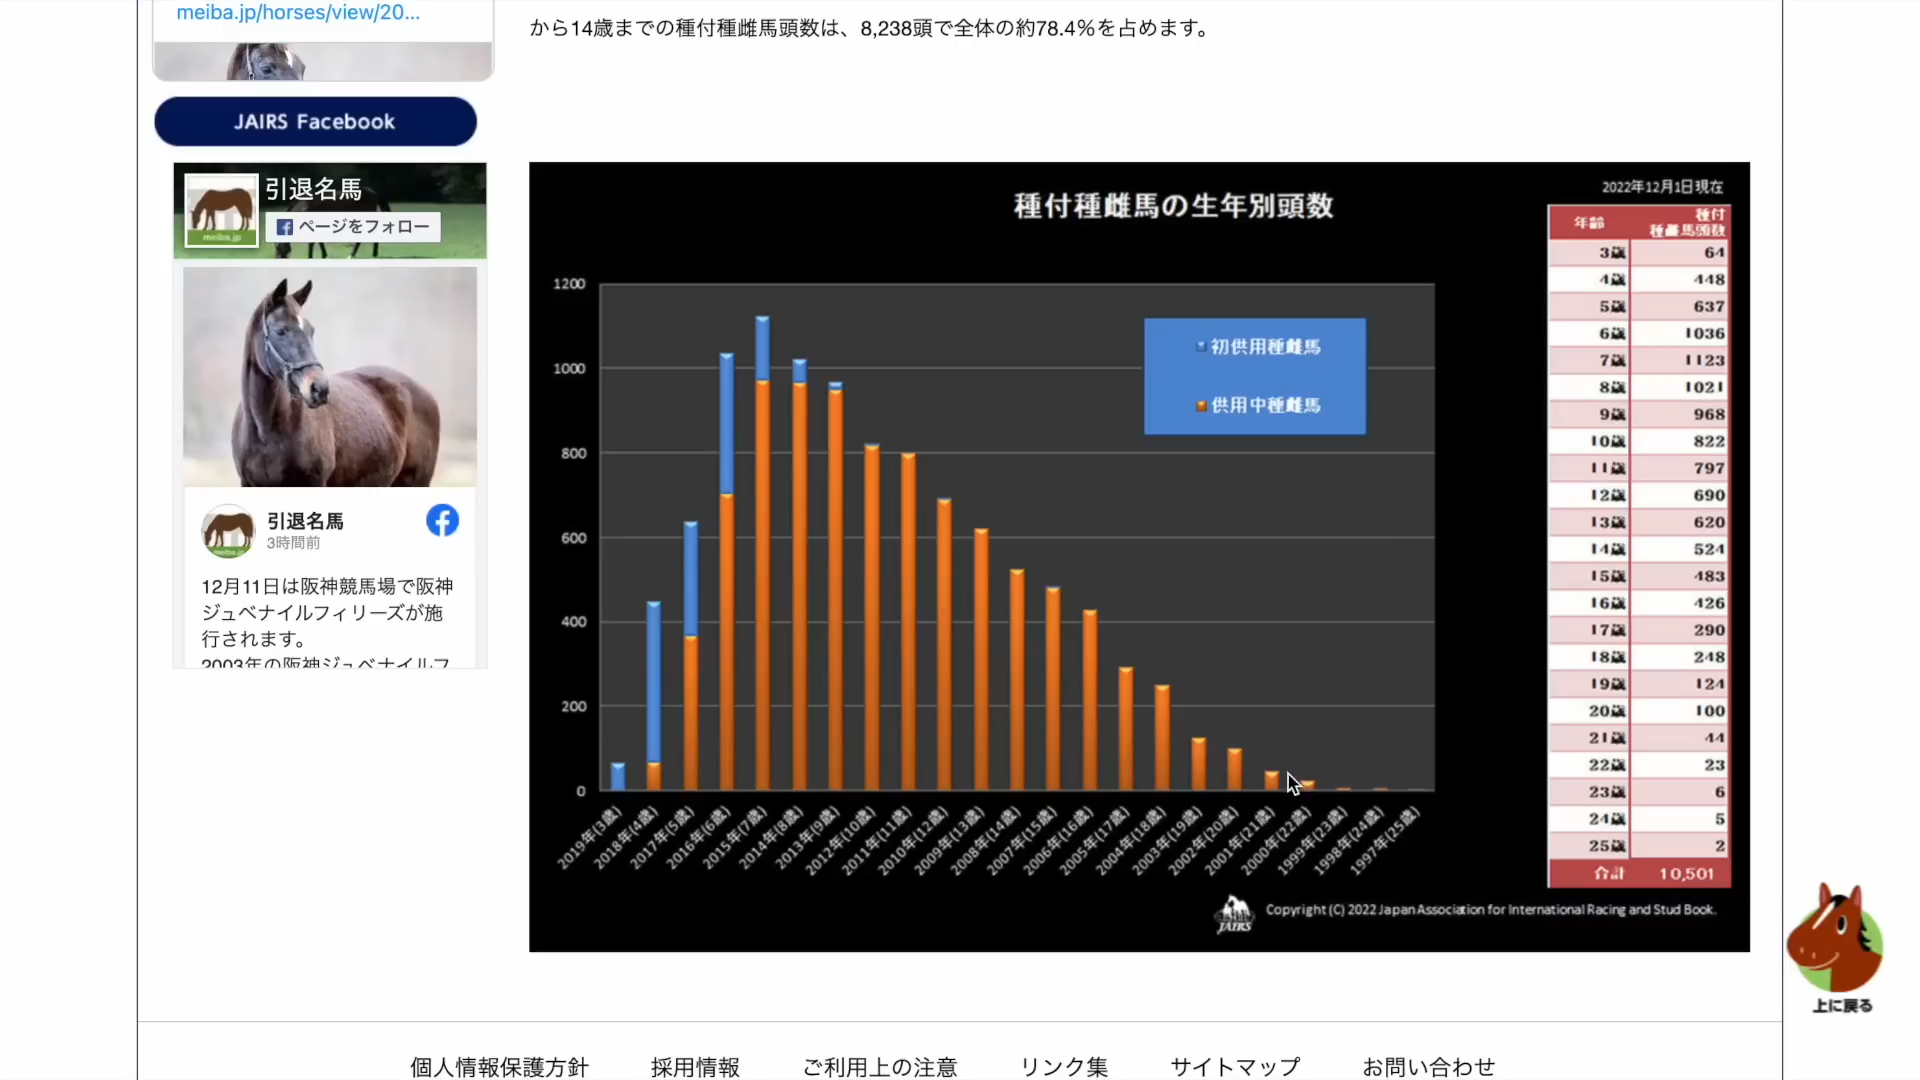 meiba.jp/horses/view/20...
JAIRS Facebook
引退名馬
ページをフォロー
meiba.jp
引退名馬
3時間前
meiba.jp
12月11日は阪神競馬場で阪神
ジュベナイルフィリーズが施
行されます。
2003年の阪神ジュベナイルフ
から14歳までの種付種雌馬頭数は、8,238頭で全体の約78.4%を占めます。
種付種雌馬の生年別頭数
1200
1000
800
600
400
200
0
初供用種雌馬
供用中種雌馬
2019年(3歳)
2018年(4歳)
2017年(5歳)
2016年(6歳)
2015年(7歳)
2014年(8歳)
2013年(9歳)
2012年(10歳)
2011年(11歳)
2010年(12歳)
2009年(13歳)
2008年(14歳)
2007年(15歳)
2006年(16歳)
2005年(17歳)
2004年(18歳)
2003年(19歳)
2002年(20歳)
2001年(21歳)
2000年(22歳)
1999年(23歳)
1998年(24歳)
1997年(25歳)
2022年12月1日現在
年齢 種付
種雌馬頭数
3歳 64
4歳 448
5歳 637
6歳 1036
7歳 1123
8歳 1021
9歳 968
10歳 822
11歳 797
12歳 690
13歳 620
14歳 524
15歳 483
16歳 426
17歳 290
18歳 248
19歳 124
20歳 100
21歳 44
22歳 23
23歳 6
24歳 5
25歳 2
合計 10,501
JAIRS
Copyright (C) 2022 Japan Association for International Racing and Stud Book.
上に戻る
個人情報保護方針 採用情報 ご利用上の注意 リンク集 サイトマップ お問い合わせ